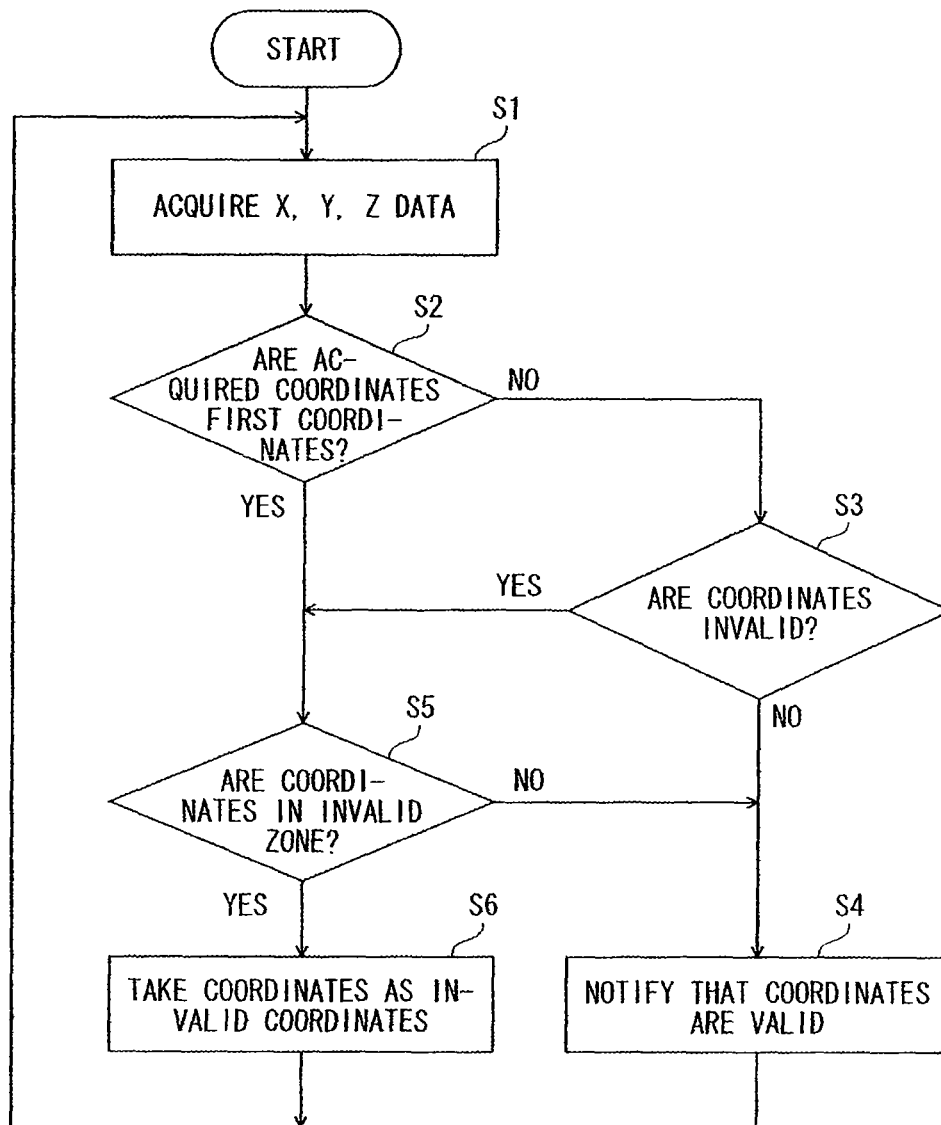 START
S1
ACQUIRE X, Y, Z DATA
S2
ARE AC-
QUIRED COORDINATES
FIRST COORDI-
NATES?
NO
YES
S3
ARE COORDINATES
INVALID?
YES
NO
S5
ARE COORDI-
NATES IN INVALID
ZONE?
NO
YES
S6
TAKE COORDINATES AS IN-
VALID COORDINATES
S4
NOTIFY THAT COORDINATES
ARE VALID